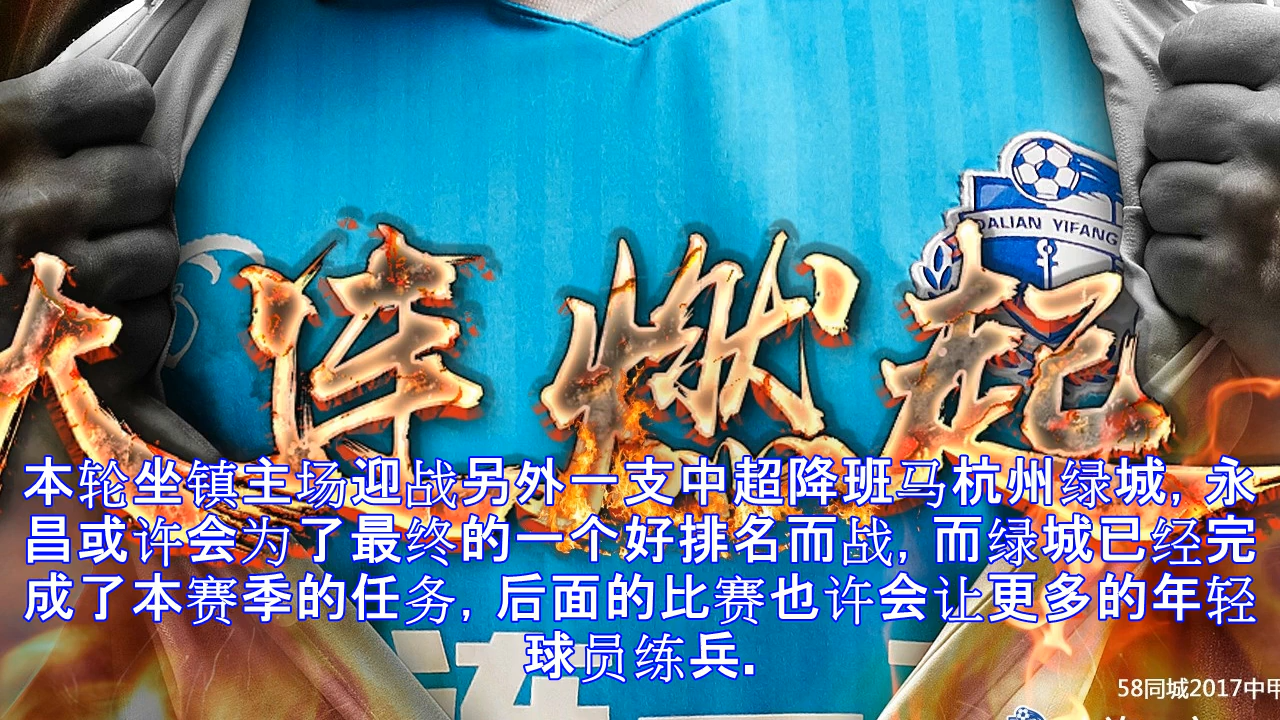 DALIAN YIFANG
大连燃起
本轮坐镇主场迎战另外一支中超降班马杭州绿城, 永
昌或许会为了最终的一个好排名而战, 而绿城已经完
成了本赛季的任务, 后面的比赛也许会让更多的年轻
球员练兵.
58同城2017中甲